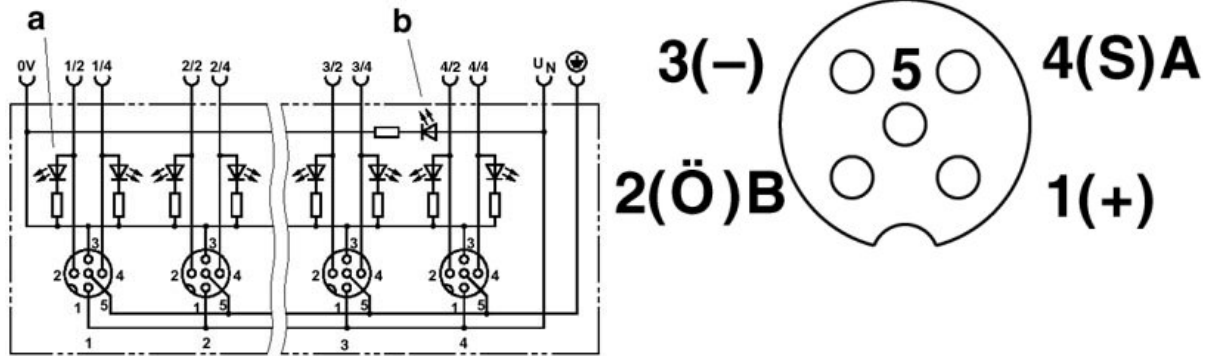 a b
0V 1/2 1/4 2/2 2/4 3/2 3/4 4/2 4/4 UN
3 3 3 3
2 4 2 4 2 4 2 4
1 5 1 5 1 5 1 5
1 2 3 4
3(–) 5 4(S)A
2(Ö)B 1(+)